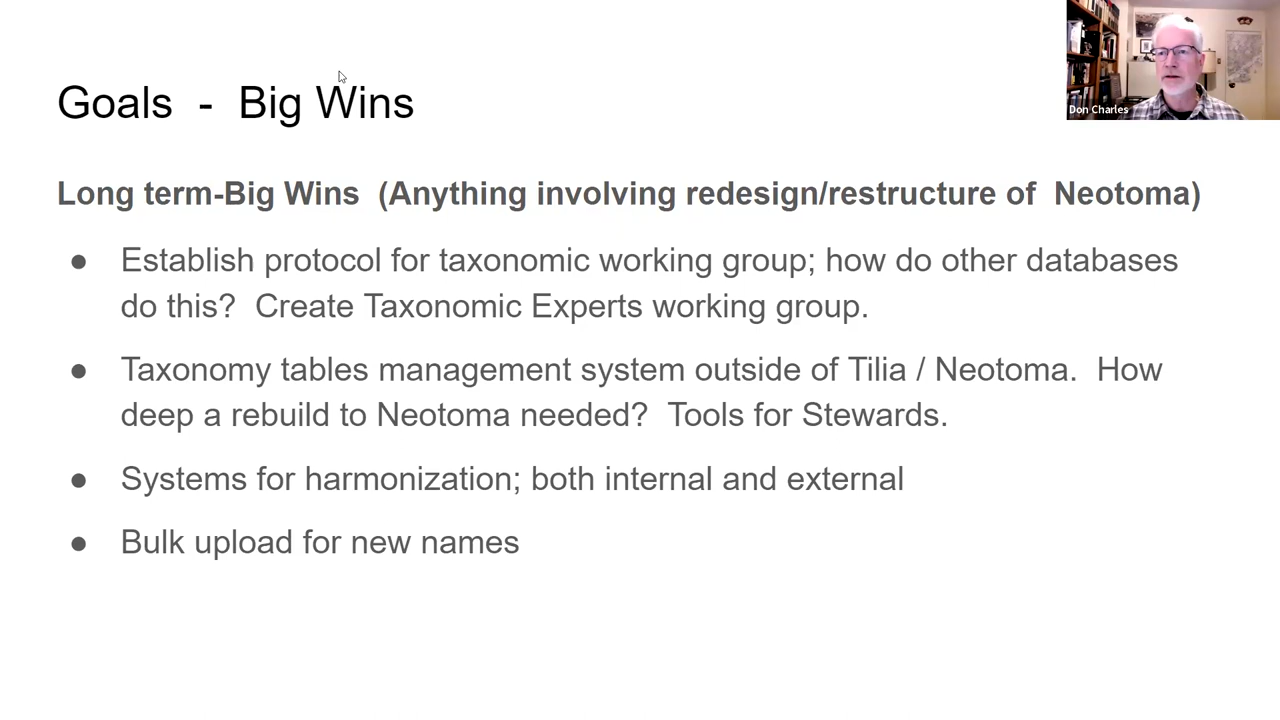 Goals - Big Wins
Don Charles
Long term-Big Wins (Anything involving redesign/restructure of Neotoma)
● Establish protocol for taxonomic working group; how do other databases
do this? Create Taxonomic Experts working group.
● Taxonomy tables management system outside of Tilia / Neotoma. How
deep a rebuild to Neotoma needed? Tools for Stewards.
● Systems for harmonization; both internal and external
● Bulk upload for new names